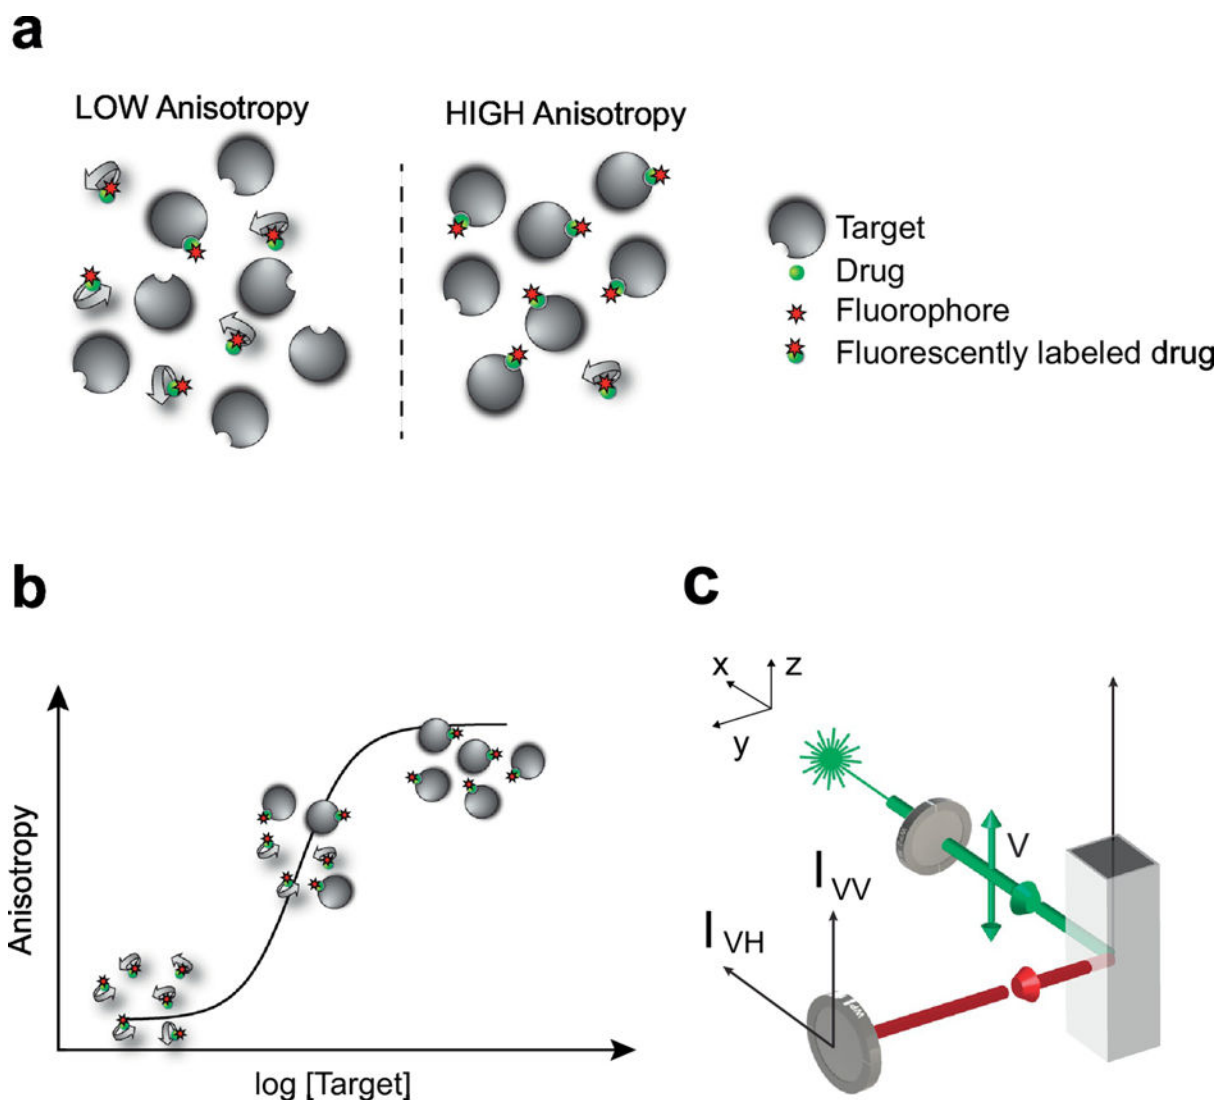 a
LOW Anisotropy
HIGH Anisotropy
Target
Drug
Fluorophore
Fluorescently labeled drug
b
Anisotropy
log [Target]
c
x
z
y
V
I VV
I VH